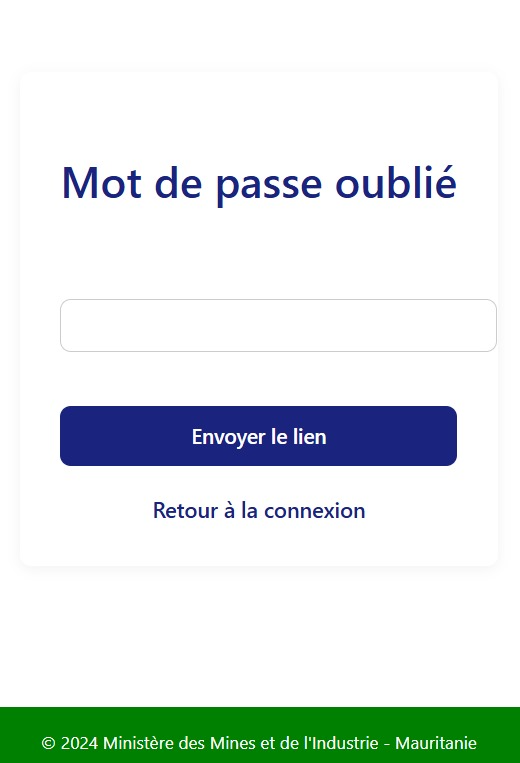 Mot de passe oublié
Envoyer le lien
Retour à la connexion
© 2024 Ministère des Mines et de l'Industrie - Mauritanie